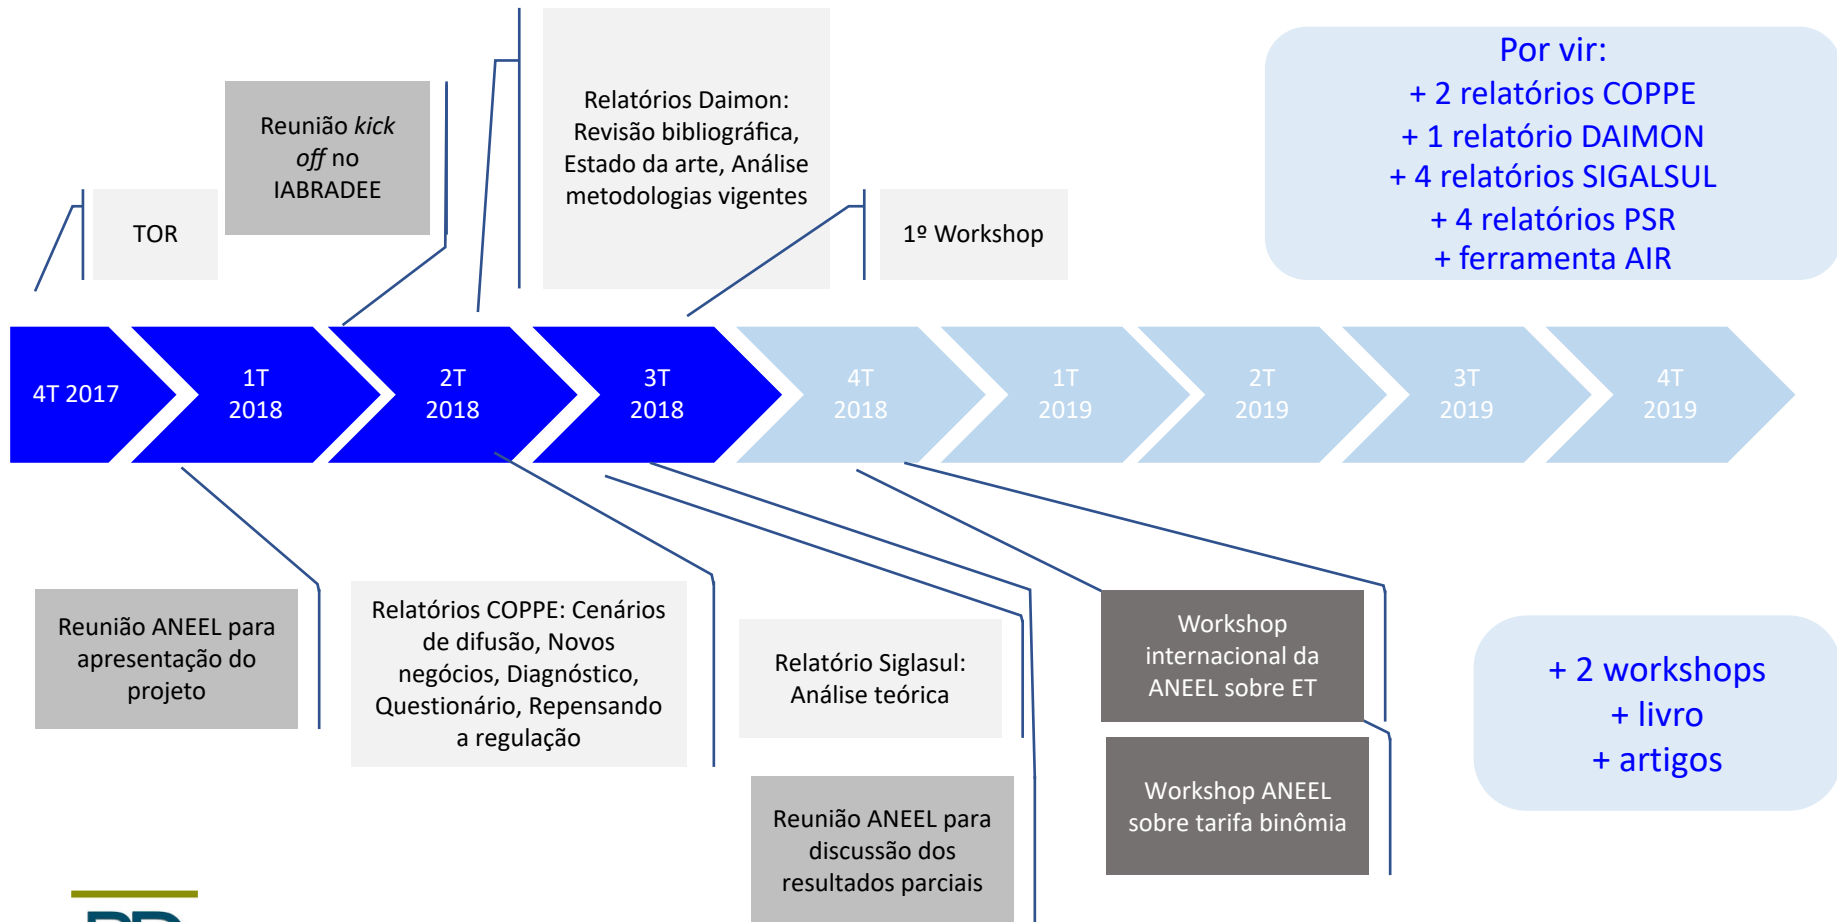 TOR
Reunião kick
off no
IABRADEE
Relatórios Daimon:
Revisão bibliográfica,
Estado da arte, Análise
metodologias vigentes
1º Workshop
Por vir:
+ 2 relatórios COPPE
+ 1 relatório DAIMON
+ 4 relatórios SIGALSUL
+ 4 relatórios PSR
+ ferramenta AIR
4T 2017
1T
2018
2T
2018
3T
2018
4T
2018
1T
2019
2T
2019
3T
2019
4T
2019
Reunião ANEEL para
apresentação do
projeto
Relatórios COPPE: Cenários
de difusão, Novos
negócios, Diagnóstico,
Questionário, Repensando
a regulação
Relatório Siglasul:
Análise teórica
Reunião ANEEL para
discussão dos
resultados parciais
Workshop
internacional da
ANEEL sobre ET
Workshop ANEEL
sobre tarifa binômia
+ 2 workshops
+ livro
+ artigos